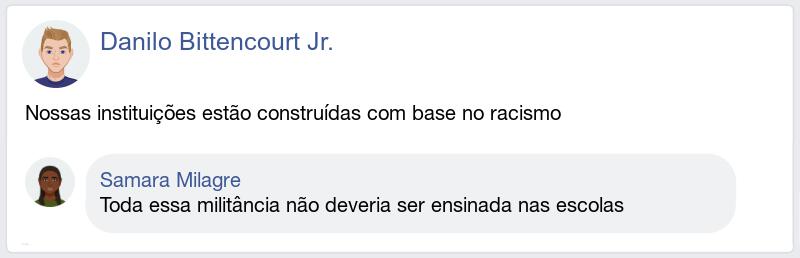 Danilo Bittencourt Jr.
Nossas instituições estão construídas com base no racismo
Samara Milagre
Toda essa militância não deveria ser ensinada nas escolas